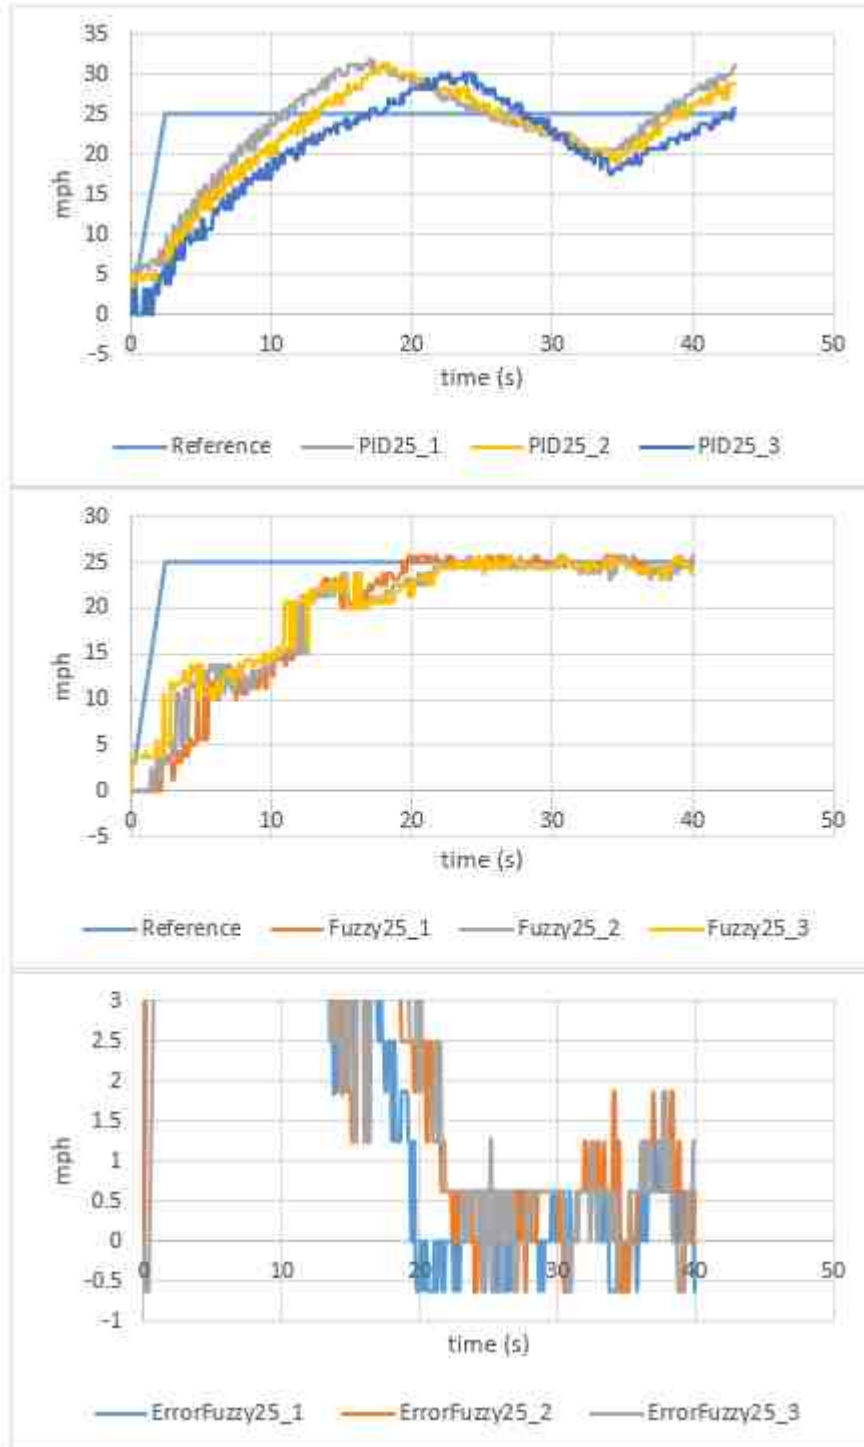 35
30
25
20
15
10
5
0
-5
mph
0 10 20 30 40 50
time (s)
Reference PID25_1 PID25_2 PID25_3
30
25
20
15
10
5
0
-5
mph
0 10 20 30 40 50
time (s)
Reference Fuzzy25_1 Fuzzy25_2 Fuzzy25_3
3
2.5
2
1.5
1
0.5
0
-0.5
-1
mph
0 10 20 30 40 50
time (s)
ErrorFuzzy25_1 ErrorFuzzy25_2 ErrorFuzzy25_3